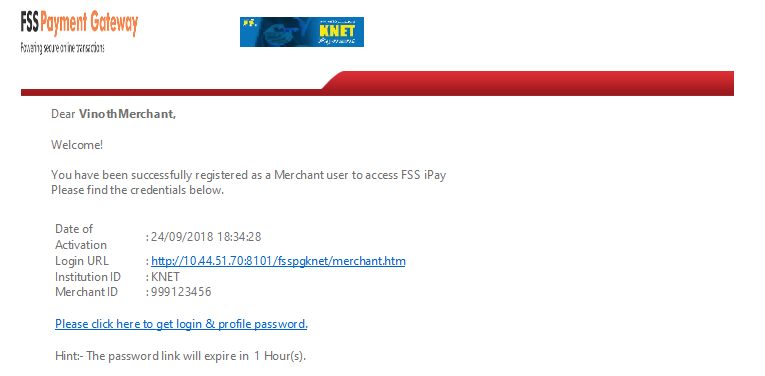 FSS Payment Gateway
Powering secure online transactions
KNET
Payment
Dear VinothMerchant,
Welcome!
You have been successfully registered as a Merchant user to access FSS iPay
Please find the credentials below.
Date of Activation : 24/09/2018 18:34:28
Login URL : http://10.44.51.70:8101/fsspgknet/merchant.htm
Institution ID : KNET
Merchant ID : 999123456
Please click here to get login & profile password.
Hint:- The password link will expire in 1 Hour(s).